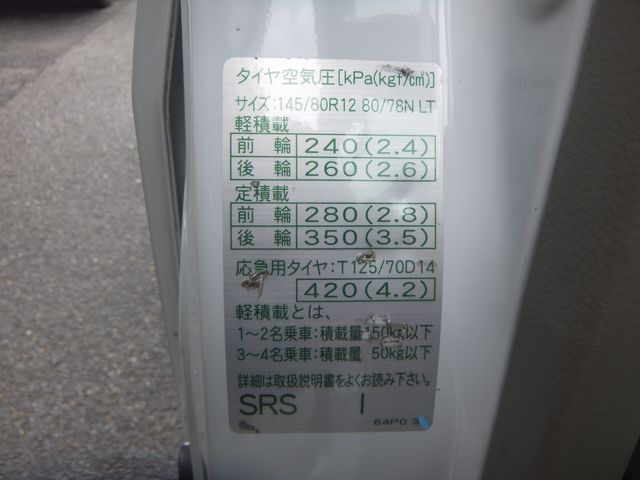 タイヤ空気圧[kPa(kgf/c㎡)]
サイズ:145/80R12 80/78N LT
軽積載
前輪 240(2.4)
後輪 260(2.6)
定積載
前輪 280(2.8)
後輪 350(3.5)
応急用タイヤ:T125/70D14
420(4.2)
軽積載とは、
1～2名乗車:積載量150kg以下
3～4名乗車:積載量 50kg以下
詳細は取扱説明書をよくお読み下さい。
SRS I
64P0 3